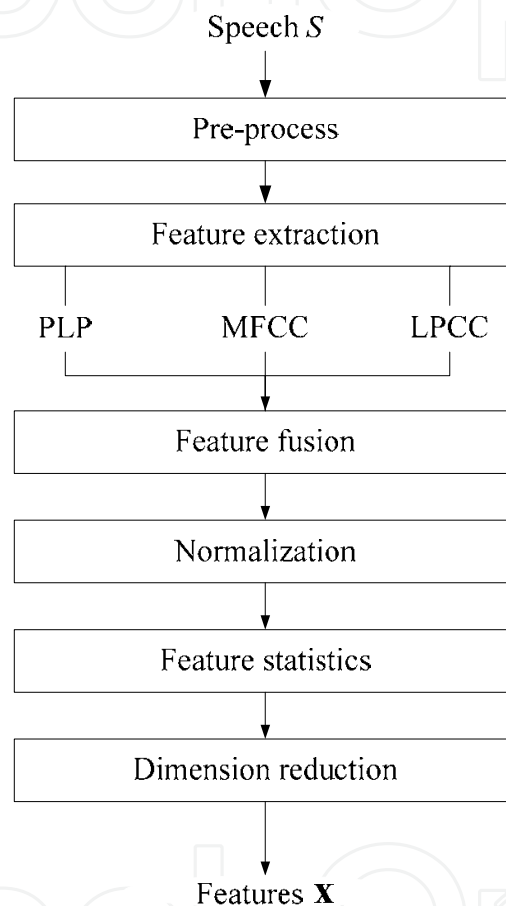 Speech S
Pre-process
Feature extraction
PLP MFCC LPCC
Feature fusion
Normalization
Feature statistics
Dimension reduction
Features X